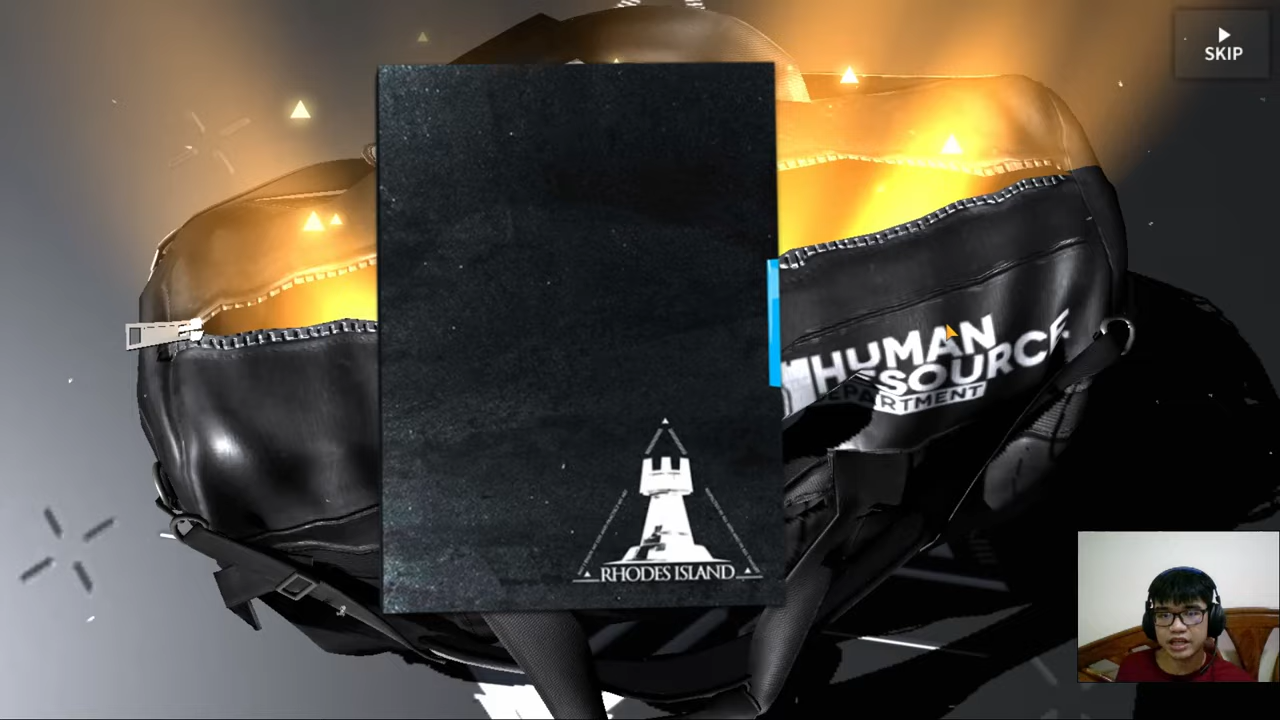 SKIP
HUMAN
RESOURCE
DEPARTMENT
RHODES ISLAND